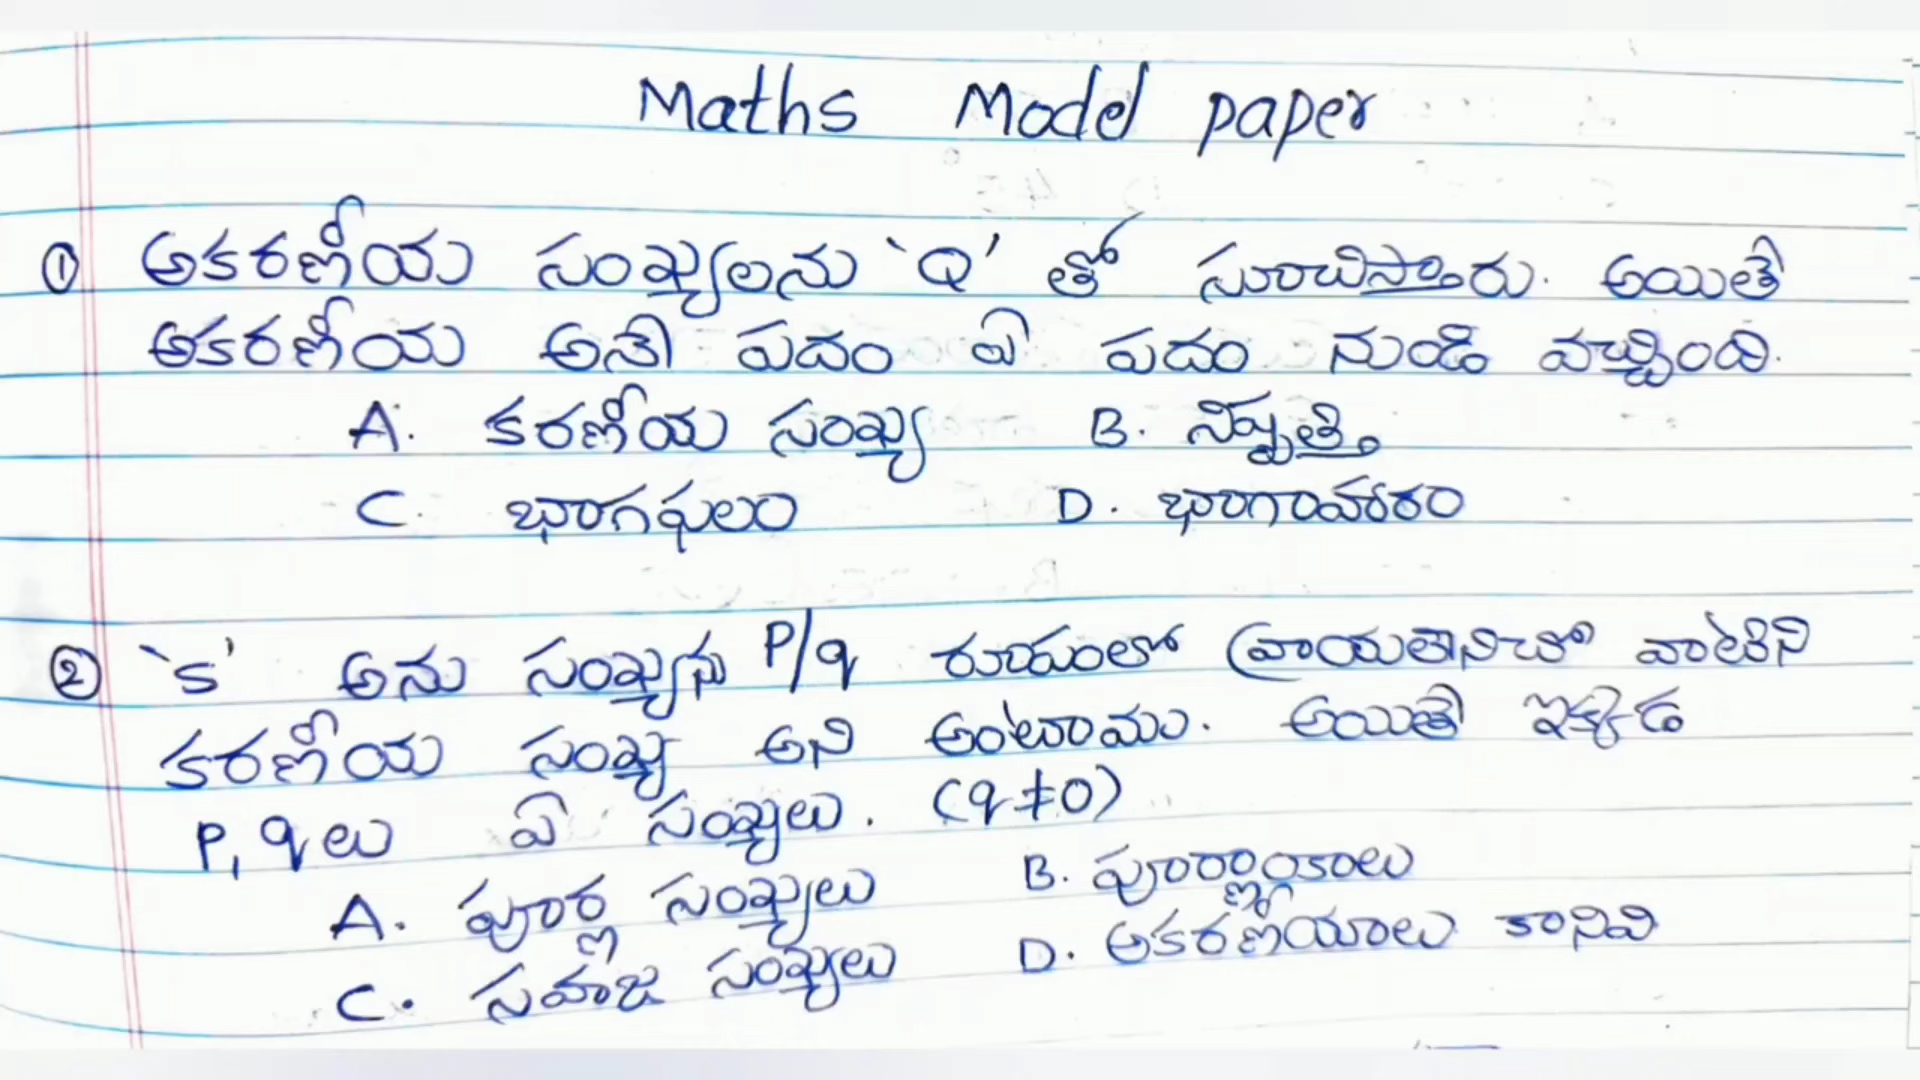 Maths Model paper
① అకరణీయ సంఖ్యలను 'Q' తో సూచిస్తారు. అయితే
అకరణీయ అనే పదం ఏ పదం నుండి వచ్చింది.
A. కరణీయ సంఖ్య B. నిష్పత్తి
C. భాగఫలం D. భాగాహారం
② 'క' అను సంఖ్యను P/q రూపంలో వ్రాయలేనిచో వాటిని
కరణీయ సంఖ్య అని అంటాము. అయితే ఇక్కడ
P, q లు ఏ సంఖ్యలు. (q≠0)
A. పూర్ణ సంఖ్యలు B. పూర్ణాంకాలు
C. సహజ సంఖ్యలు D. అకరణీయాలు కానివి